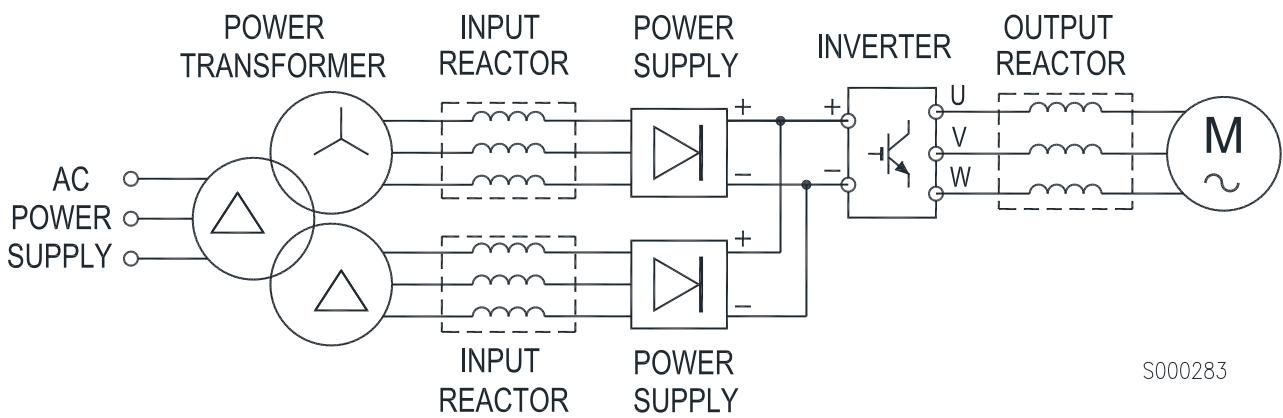 POWER
TRANSFORMER
INPUT
REACTOR
POWER
SUPPLY
INVERTER
OUTPUT
REACTOR
AC
POWER
SUPPLY
+
−
+
−
+
−
U
V
W
M
INPUT
REACTOR
POWER
SUPPLY
S000283